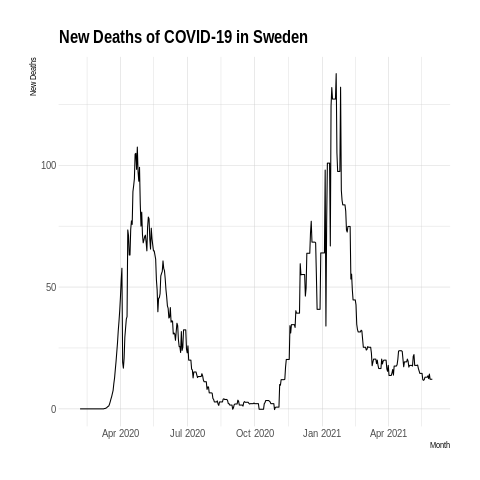 New Deaths of COVID-19 in Sweden
New Deaths
100
50
0
Apr 2020 Jul 2020 Oct 2020 Jan 2021 Apr 2021
Month